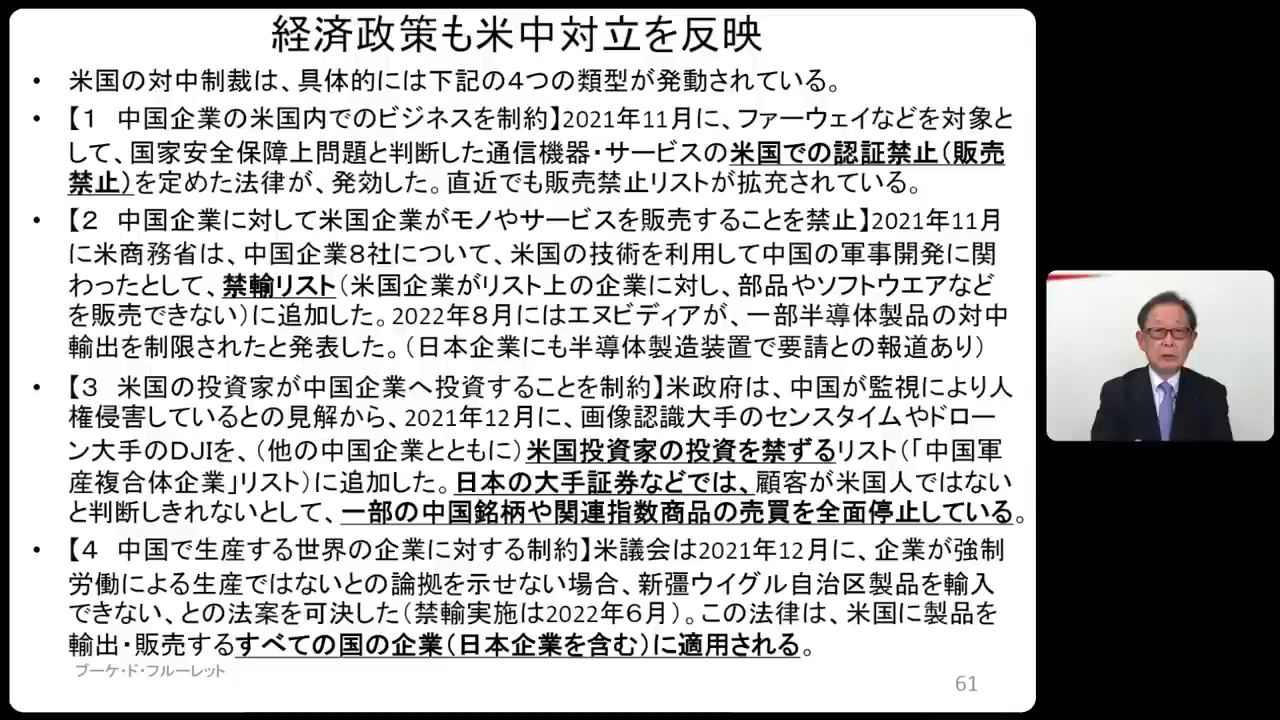 経済政策も米中対立を反映
• 米国の対中制裁は、具体的には下記の４つの類型が発動されている。
• 【１　中国企業の米国内でのビジネスを制約】2021年11月に、ファーウェイなどを対象と
して、国家安全保障上問題と判断した通信機器・サービスの米国での認証禁止（販売
禁止）を定めた法律が、発効した。直近でも販売禁止リストが拡充されている。
• 【２　中国企業に対して米国企業がモノやサービスを販売することを禁止】2021年11月
に米商務省は、中国企業８社について、米国の技術を利用して中国の軍事開発に関
わったとして、禁輸リスト（米国企業がリスト上の企業に対し、部品やソフトウエアなど
を販売できない）に追加した。2022年８月にはエヌビディアが、一部半導体製品の対中
輸出を制限されたと発表した。（日本企業にも半導体製造装置で要請との報道あり）
• 【３　米国の投資家が中国企業へ投資することを制約】米政府は、中国が監視により人
権侵害しているとの見解から、2021年12月に、画像認識大手のセンスタイムやドロー
ン大手のＤＪＩを、（他の中国企業とともに）米国投資家の投資を禁ずるリスト（「中国軍
産複合体企業」リスト）に追加した。日本の大手証券などでは、顧客が米国人ではない
と判断しきれないとして、一部の中国銘柄や関連指数商品の売買を全面停止している。
• 【４　中国で生産する世界の企業に対する制約】米議会は2021年12月に、企業が強制
労働による生産ではないとの論拠を示せない場合、新疆ウイグル自治区製品を輸入
できない、との法案を可決した（禁輸実施は2022年６月）。この法律は、米国に製品を
輸出・販売するすべての国の企業（日本企業を含む）に適用される。
ブーケ・ド・フルーレット
61